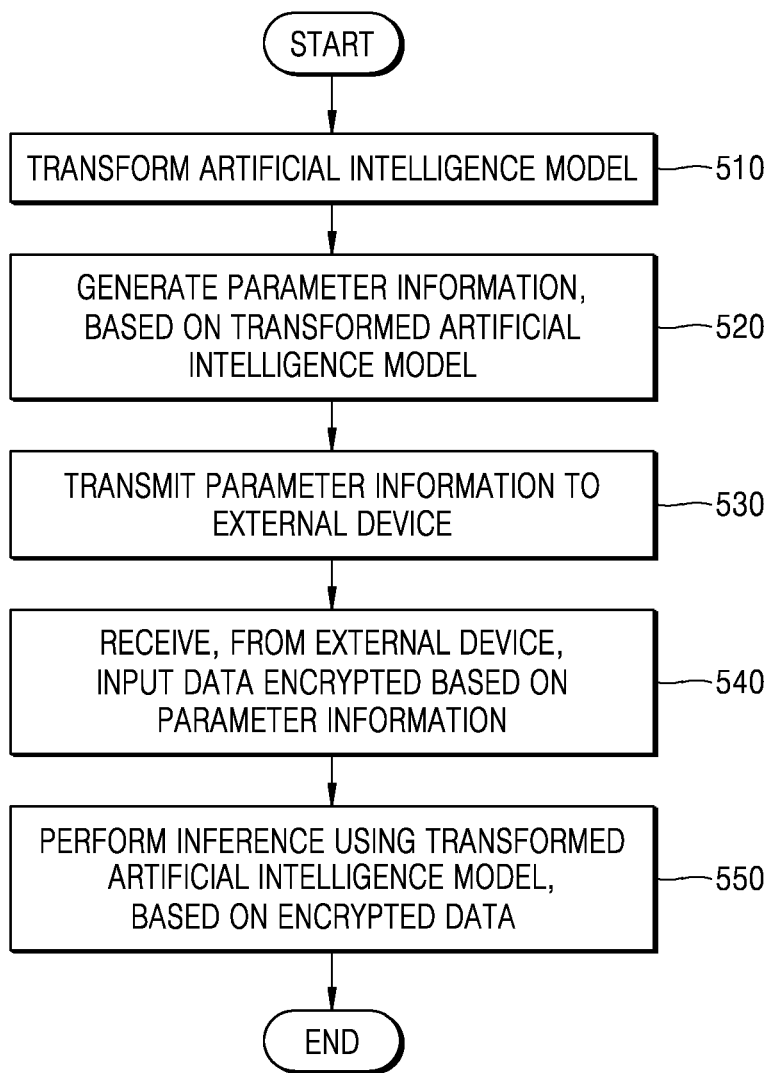 START
TRANSFORM ARTIFICIAL INTELLIGENCE MODEL
510
GENERATE PARAMETER INFORMATION,
BASED ON TRANSFORMED ARTIFICIAL
INTELLIGENCE MODEL
520
TRANSMIT PARAMETER INFORMATION TO
EXTERNAL DEVICE
530
RECEIVE, FROM EXTERNAL DEVICE,
INPUT DATA ENCRYPTED BASED ON
PARAMETER INFORMATION
540
PERFORM INFERENCE USING TRANSFORMED
ARTIFICIAL INTELLIGENCE MODEL,
BASED ON ENCRYPTED DATA
550
END